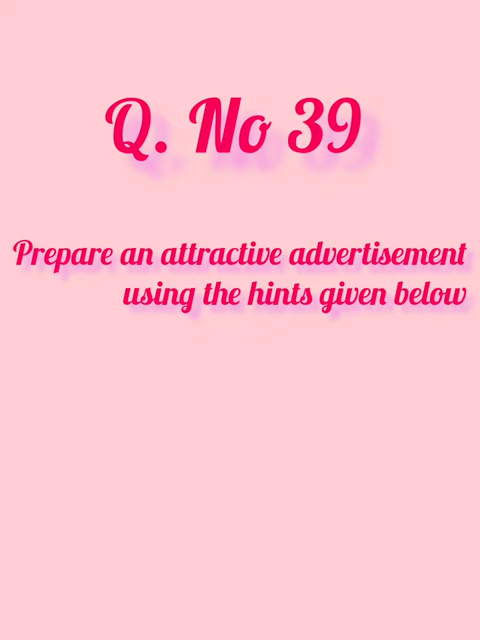 Q. No 39
Prepare an attractive advertisement
using the hints given below